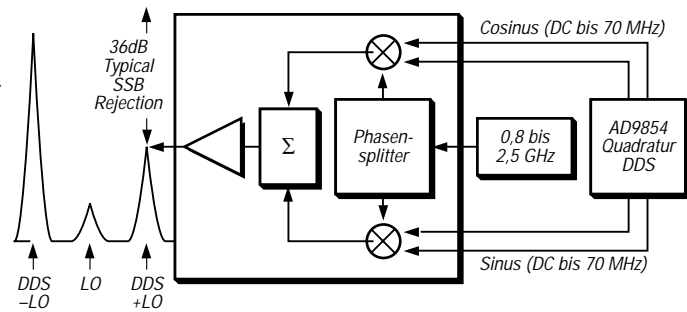 36dB
Typical
SSB
Rejection
DDS
–LO
LO
DDS
+LO
Σ
Phasen-
splitter
0,8 bis
2,5 GHz
AD9854
Quadratur
DDS
Cosinus (DC bis 70 MHz)
Sinus (DC bis 70 MHz)